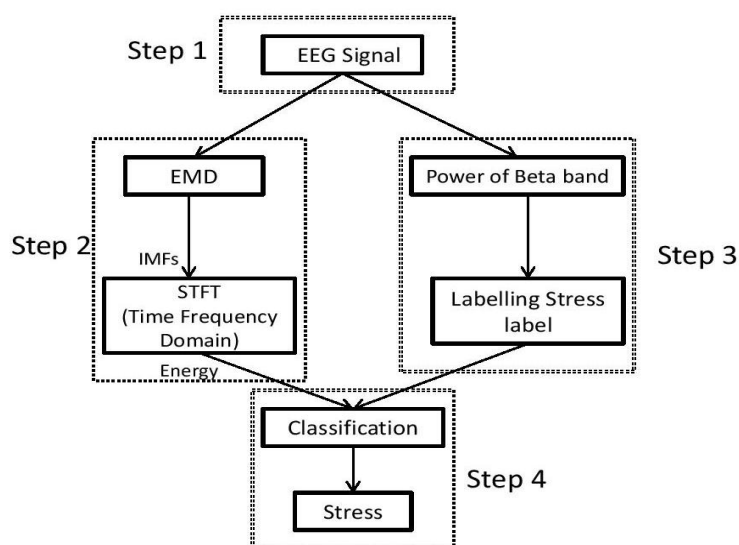 Step 1
EEG Signal
Step 2
EMD
IMFs
STFT
(Time Frequency
Domain)
Energy
Power of Beta band
Labelling Stress
label
Step 3
Classification
Stress
Step 4